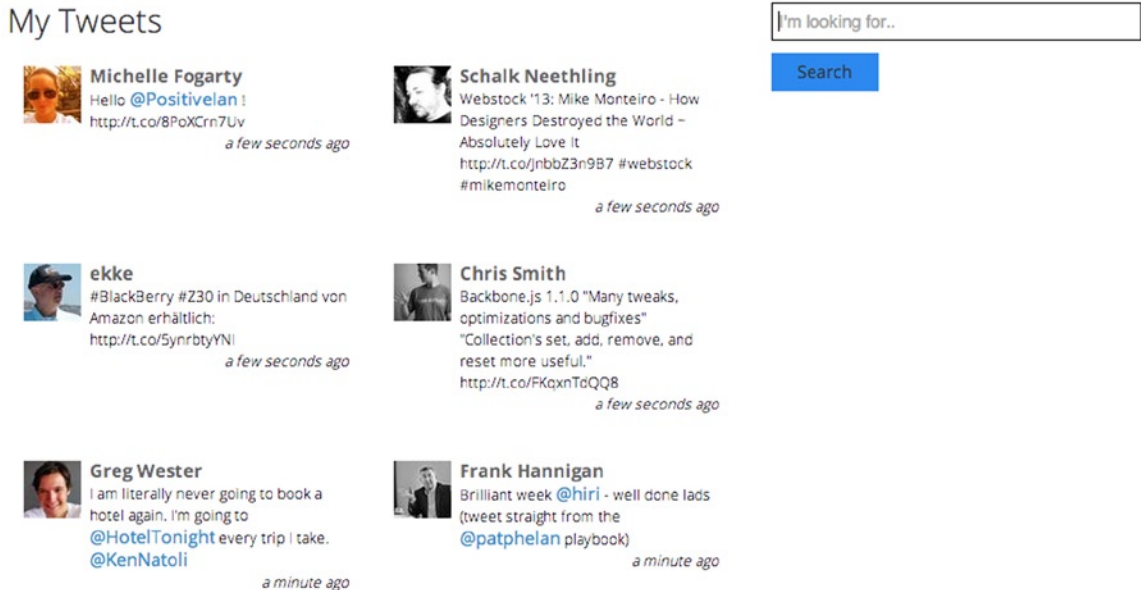 My Tweets
I'm looking for..
Search
Michelle Fogarty
Hello @Positivelan !
http://t.co/8PoXCrn7Uv
a few seconds ago
Schalk Neethling
Webstock '13: Mike Monteiro - How
Designers Destroyed the World ~
Absolutely Love It
http://t.co/JnbbZ3n9B7 #webstock
#mikemonteiro
a few seconds ago
ekke
#BlackBerry #Z30 in Deutschland von
Amazon erhältlich:
http://t.co/5ynrbtyYNI
a few seconds ago
Chris Smith
Backbone.js 1.1.0 "Many tweaks,
optimizations and bugfixes"
"Collection's set, add, remove, and
reset more useful."
http://t.co/FKqxnTdQQ8
a few seconds ago
Greg Wester
I am literally never going to book a
hotel again. I'm going to
@HotelTonight every trip I take.
@KenNatoli
a minute ago
Frank Hannigan
Brilliant week @hiri - well done lads
(tweet straight from the
@patphelan playbook)
a minute ago